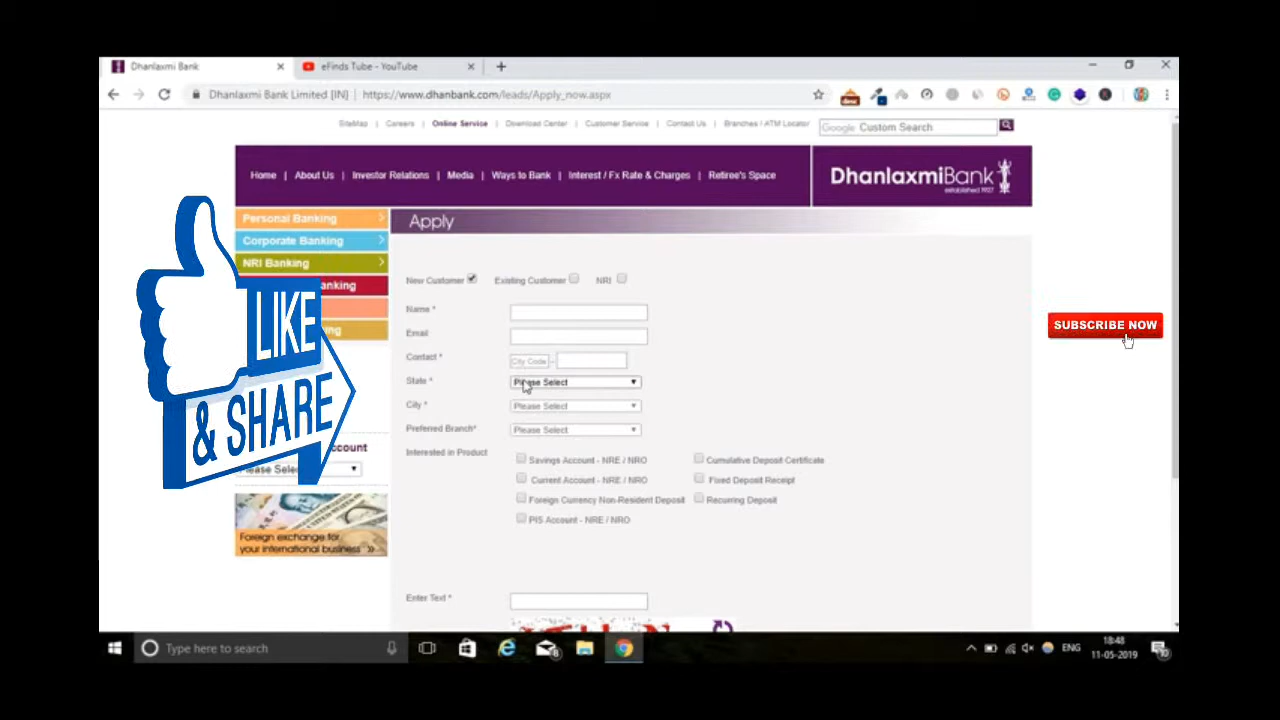 Dhanlaxmi Bank
eFinds Tube - YouTube
Dhanlaxmi Bank Limited [IN] | https://www.dhanbank.com/leads/Apply_now.aspx
SiteMap | Careers | Online Service | Download Center | Customer Service | Contact Us | Branches / ATM Locator
Google Custom Search
Home | About Us | Investor Relations | Media | Ways to Bank | Interest / Fx Rate & Charges | Retiree's Space
DhanlaxmiBank
established 1927
Personal Banking
Corporate Banking
NRI Banking
anking
ng
Apply
New Customer
Existing Customer
NRI
Name *
Email
Contact *
City Code
-
State *
Please Select
City *
Please Select
Preferred Branch*
Please Select
Interested in Product
Savings Account - NRE / NRO
Cumulative Deposit Certificate
Current Account - NRE / NRO
Fixed Deposit Receipt
Foreign Currency Non-Resident Deposit
Recurring Deposit
PIS Account - NRE / NRO
Enter Text *
LIKE
& SHARE
SUBSCRIBE NOW
ccount
lease Selec
Foreign exchange for
your international business »
Type here to search
ENG
18:48
11-05-2019